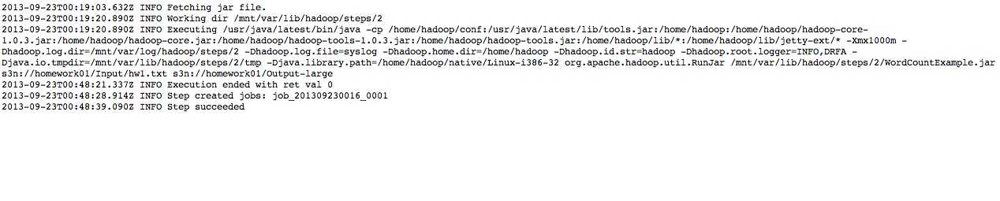 2013-09-23T00:19:03.632Z INFO Fetching jar file.
2013-09-23T00:19:20.890Z INFO Working dir /mnt/var/lib/hadoop/steps/2
2013-09-23T00:19:20.890Z INFO Executing /usr/java/latest/bin/java -cp /home/hadoop/conf:/usr/java/latest/lib/tools.jar:/home/hadoop:/home/hadoop/hadoop-core-
1.0.3.jar:/home/hadoop/hadoop-core.jar:/home/hadoop/hadoop-tools-1.0.3.jar:/home/hadoop/hadoop-tools.jar:/home/hadoop/lib/*:/home/hadoop/lib/jetty-ext/* -Xmx1000m -
Dhadoop.log.dir=/mnt/var/log/hadoop/steps/2 -Dhadoop.log.file=syslog -Dhadoop.home.dir=/home/hadoop -Dhadoop.id.str=hadoop -Dhadoop.root.logger=INFO,DRFA -
Djava.io.tmpdir=/mnt/var/lib/hadoop/steps/2/tmp -Djava.library.path=/home/hadoop/native/Linux-i386-32 org.apache.hadoop.util.RunJar /mnt/var/lib/hadoop/steps/2/WordCountExample.jar
s3n://homework01/Input/hw1.txt s3n://homework01/Output-large
2013-09-23T00:48:21.337Z INFO Execution ended with ret val 0
2013-09-23T00:48:28.914Z INFO Step created jobs: job_201309230016_0001
2013-09-23T00:48:39.090Z INFO Step succeeded